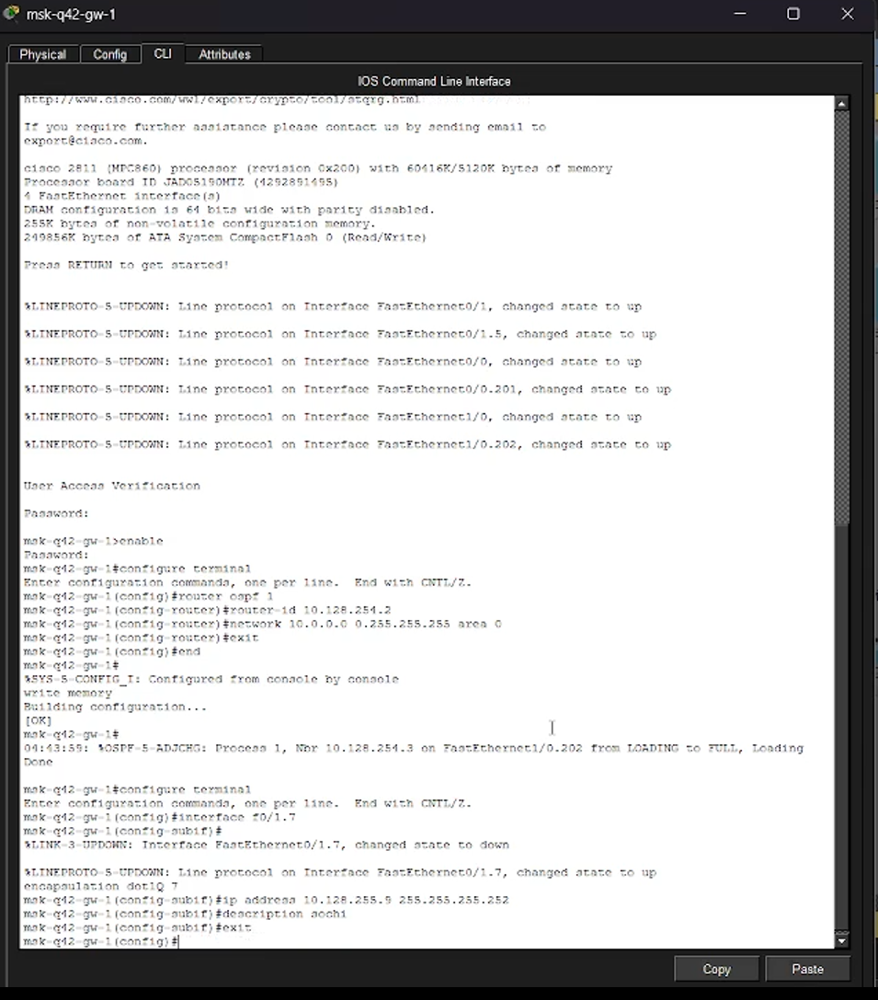 msk-q42-gw-1
Physical Config CLI Attributes
IOS Command Line Interface
http://www.cisco.com/wwl/export/crypto/tool/stqrg.html
If you require further assistance please contact us by sending email to
export@cisco.com.
cisco 2811 (MPC860) processor (revision 0x200) with 60416K/5120K bytes of memory
Processor board ID JAD05190MTZ (4292891495)
4 FastEthernet interface(s)
DRAM configuration is 64 bits wide with parity disabled.
255K bytes of non-volatile configuration memory.
249856K bytes of ATA System CompactFlash 0 (Read/Write)
Press RETURN to get started!
%LINEPROTO-5-UPDOWN: Line protocol on Interface FastEthernet0/1, changed state to up
%LINEPROTO-5-UPDOWN: Line protocol on Interface FastEthernet0/1.5, changed state to up
%LINEPROTO-5-UPDOWN: Line protocol on Interface FastEthernet0/0, changed state to up
%LINEPROTO-5-UPDOWN: Line protocol on Interface FastEthernet0/0.201, changed state to up
%LINEPROTO-5-UPDOWN: Line protocol on Interface FastEthernet1/0, changed state to up
%LINEPROTO-5-UPDOWN: Line protocol on Interface FastEthernet1/0.202, changed state to up
User Access Verification
Password:
msk-q42-gw-1>enable
Password:
msk-q42-gw-1#configure terminal
Enter configuration commands, one per line. End with CNTL/Z.
msk-q42-gw-1(config)#router ospf 1
msk-q42-gw-1(config-router)#router-id 10.128.254.2
msk-q42-gw-1(config-router)#network 10.0.0.0 0.255.255.255 area 0
msk-q42-gw-1(config-router)#exit
msk-q42-gw-1(config)#end
msk-q42-gw-1#
%SYS-5-CONFIG_I: Configured from console by console
write memory
Building configuration...
[OK]
msk-q42-gw-1#
04:43:59: %OSPF-5-ADJCHG: Process 1, Nbr 10.128.254.3 on FastEthernet1/0.202 from LOADING to FULL, Loading
Done
msk-q42-gw-1#configure terminal
Enter configuration commands, one per line. End with CNTL/Z.
msk-q42-gw-1(config)#interface f0/1.7
msk-q42-gw-1(config-subif)#
%LINK-3-UPDOWN: Interface FastEthernet0/1.7, changed state to down
%LINEPROTO-5-UPDOWN: Line protocol on Interface FastEthernet0/1.7, changed state to up
encapsulation dot1Q 7
msk-q42-gw-1(config-subif)#ip address 10.128.255.9 255.255.255.252
msk-q42-gw-1(config-subif)#description sochi
msk-q42-gw-1(config-subif)#exit
msk-q42-gw-1(config)#
Copy Paste